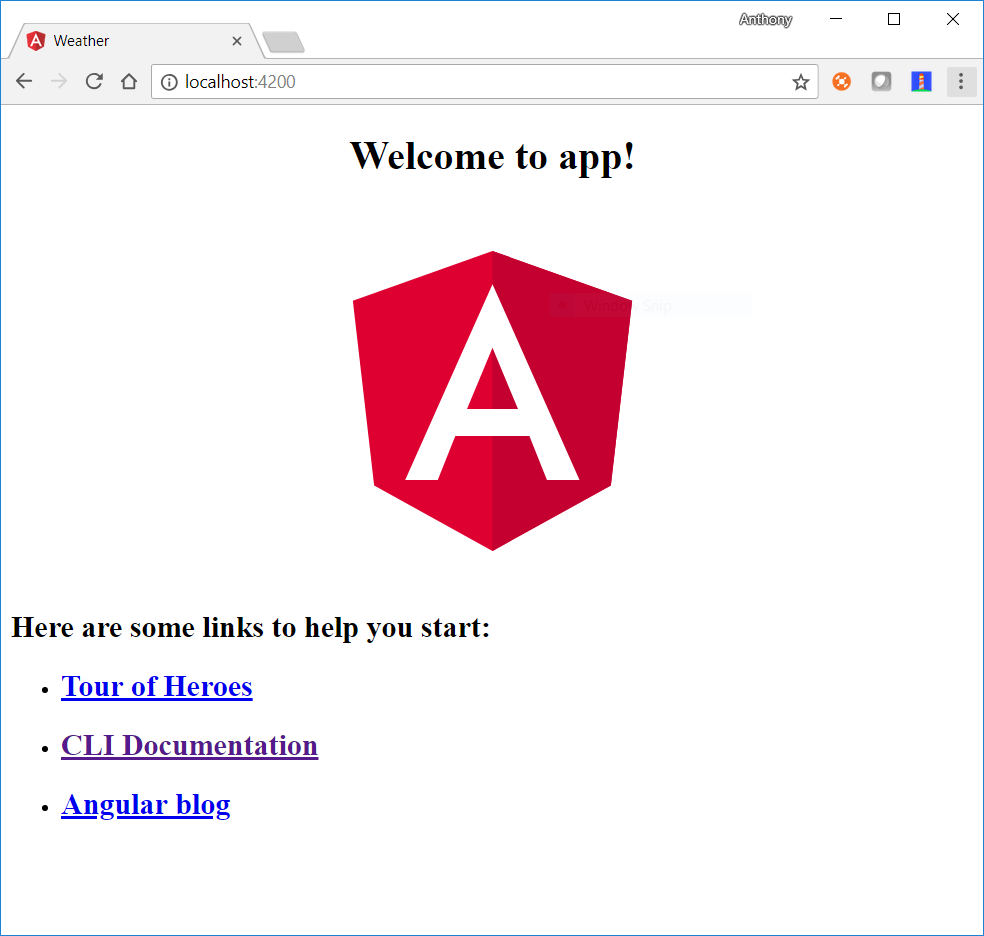 Anthony
Weather
localhost:4200
Welcome to app!
A
Window Snip
Here are some links to help you start:
Tour of Heroes
CLI Documentation
Angular blog